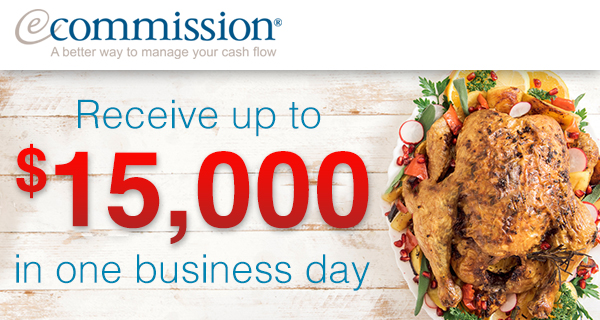 ecommission®
A better way to manage your cash flow
Receive up to
$15,000
in one business day